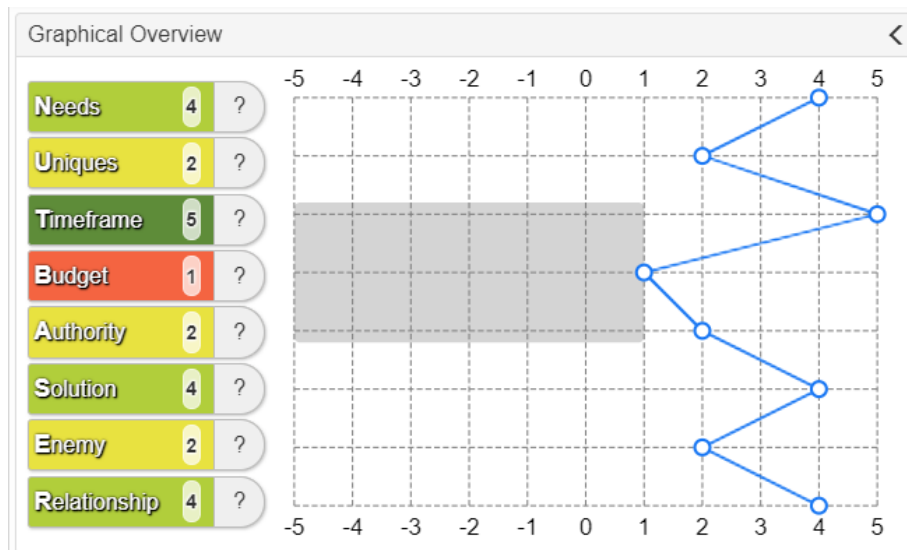 Graphical Overview
-5 -4 -3 -2 -1 0 1 2 3 4 5
Needs 4 ?
Uniques 2 ?
Timeframe 5 ?
Budget 1 ?
Authority 2 ?
Solution 4 ?
Enemy 2 ?
Relationship 4 ?
-5 -4 -3 -2 -1 0 1 2 3 4 5